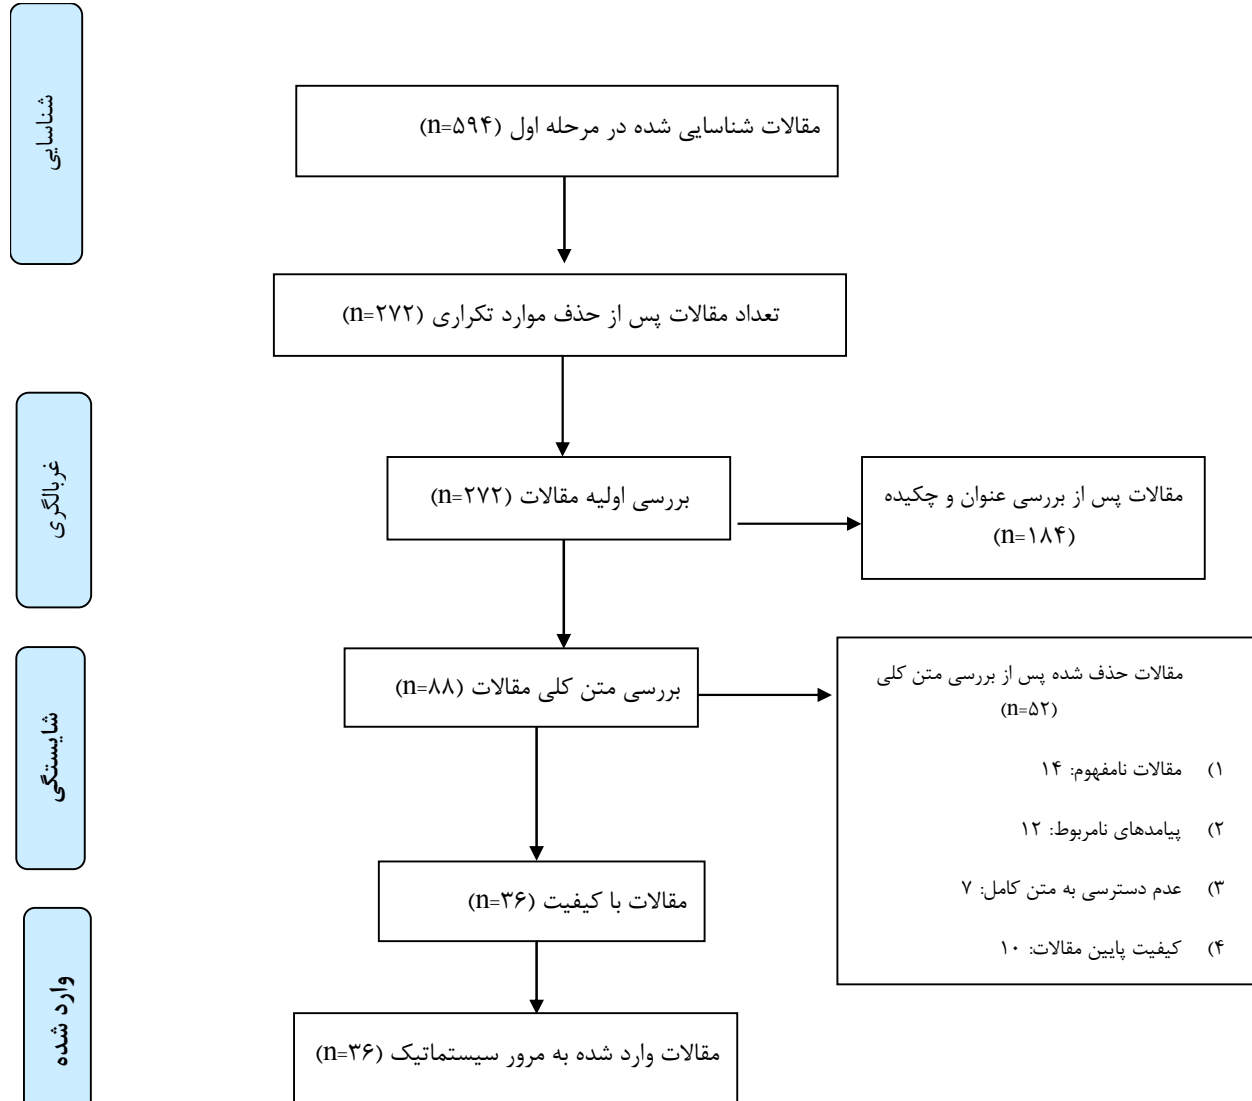 شناسایی
مقالات شناسایی شده در مرحله اول (n=۵۹۴)
تعداد مقالات پس از حذف موارد تکراری (n=۲۷۲)
غربالگری
بررسی اولیه مقالات (n=۲۷۲)
مقالات پس از بررسی عنوان و چکیده
(n=۱۸۴)
شایستگی
بررسی متن کلی مقالات (n=۸۸)
مقالات حذف شده پس از بررسی متن کلی
(n=۵۲)
۱) مقالات نامفهوم: ۱۴
۲) پیامدهای نامربوط: ۱۲
۳) عدم دسترسی به متن کامل: ۷
۴) کیفیت پایین مقالات: ۱۰
مقالات با کیفیت (n=۳۶)
وارد شده
مقالات وارد شده به مرور سیستماتیک (n=۳۶)